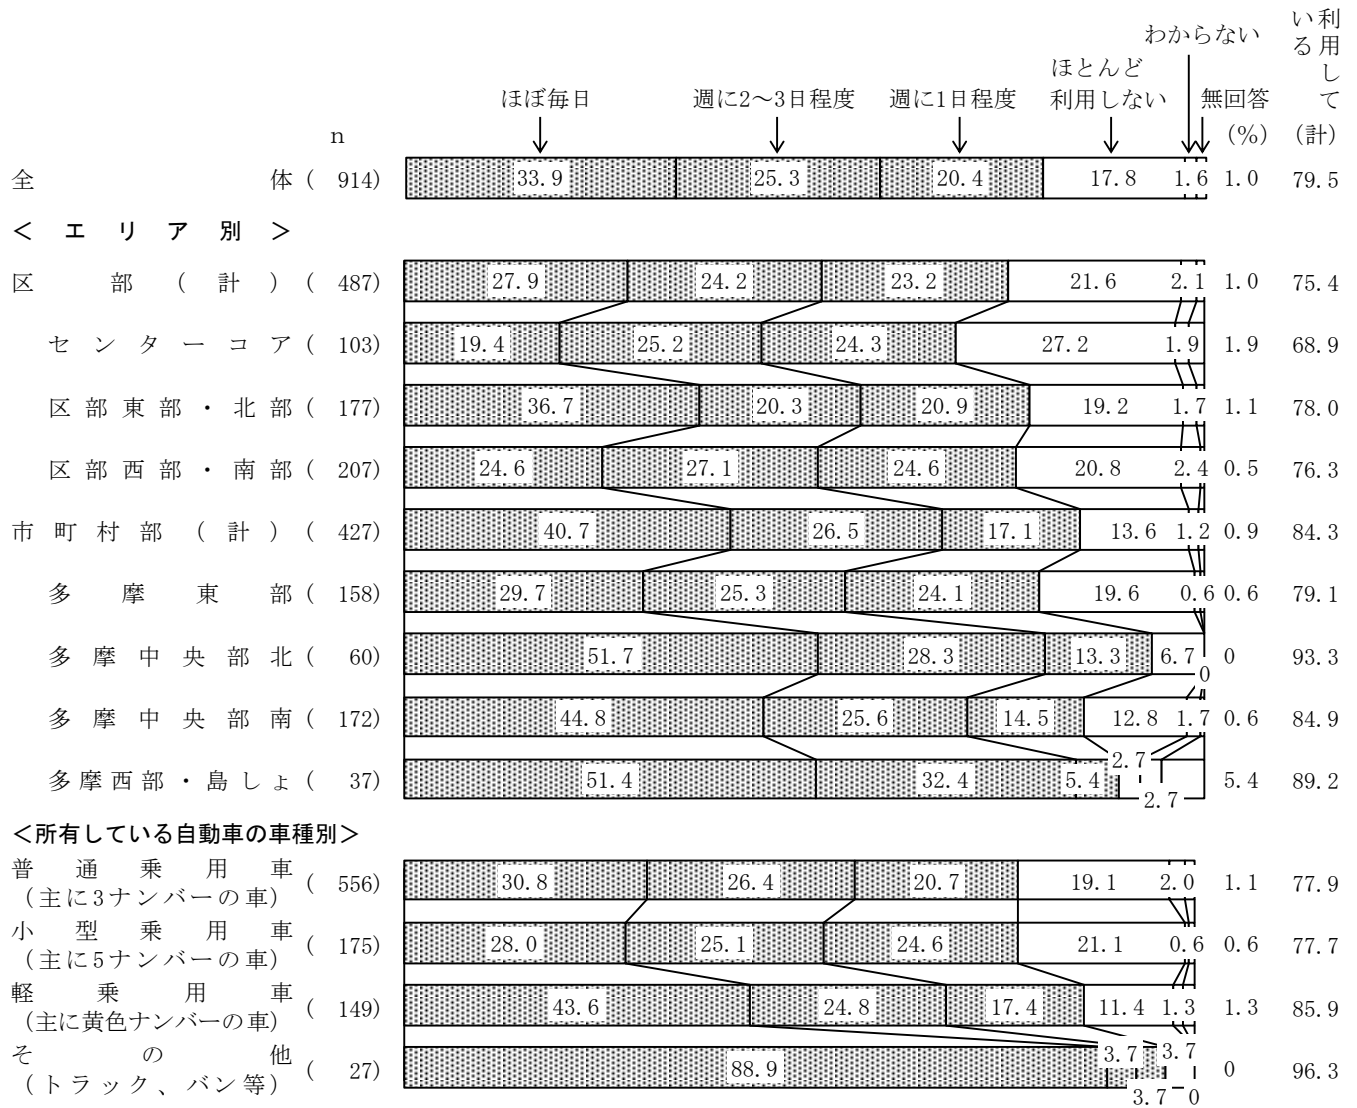 わからない
利用して
いる
ほとんど
ほぼ毎日 週に2～3日程度 週に1日程度 利用しない 無回答
n (%) (計)
全体 ( 914) 33.9 25.3 20.4 17.8 1.6 1.0 79.5
＜エリア別＞
区部（計） ( 487) 27.9 24.2 23.2 21.6 2.1 1.0 75.4
センターコア ( 103) 19.4 25.2 24.3 27.2 1.9 1.9 68.9
区部東部・北部 ( 177) 36.7 20.3 20.9 19.2 1.7 1.1 78.0
区部西部・南部 ( 207) 24.6 27.1 24.6 20.8 2.4 0.5 76.3
市町村部（計） ( 427) 40.7 26.5 17.1 13.6 1.2 0.9 84.3
多摩東部 ( 158) 29.7 25.3 24.1 19.6 0.6 0.6 79.1
多摩中央部北 ( 60) 51.7 28.3 13.3 6.7 0 0 93.3
多摩中央部南 ( 172) 44.8 25.6 14.5 12.8 1.7 0.6 84.9
多摩西部・島しょ ( 37) 51.4 32.4 5.4 2.7 2.7 5.4 89.2
＜所有している自動車の車種別＞
普通乗用車
（主に3ナンバーの車） ( 556) 30.8 26.4 20.7 19.1 2.0 1.1 77.9
小型乗用車
（主に5ナンバーの車） ( 175) 28.0 25.1 24.6 21.1 0.6 0.6 77.7
軽乗用車
（主に黄色ナンバーの車） ( 149) 43.6 24.8 17.4 11.4 1.3 1.3 85.9
その他
（トラック、バン等） ( 27) 88.9 3.7 3.7 3.7 0 0 96.3